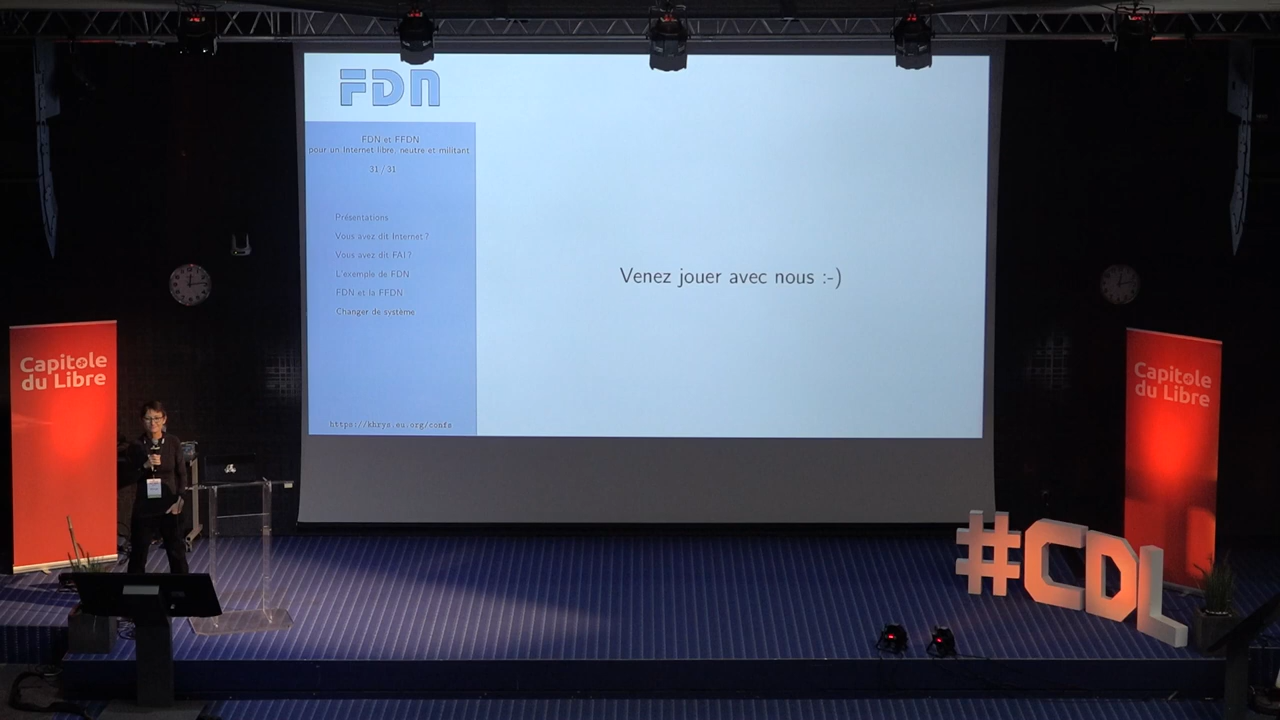 FDN
FDN et FFDN
pour un Internet libre, neutre et militant
31 / 31
Présentations
Vous avez dit Internet ?
Vous avez dit FAI ?
L'exemple de FDN
FDN et la FFDN
Changer de système
https://khrys.eu.org/confs
Venez jouer avec nous :-)
Capitole
du Libre
Capitole
du Libre
#CDL